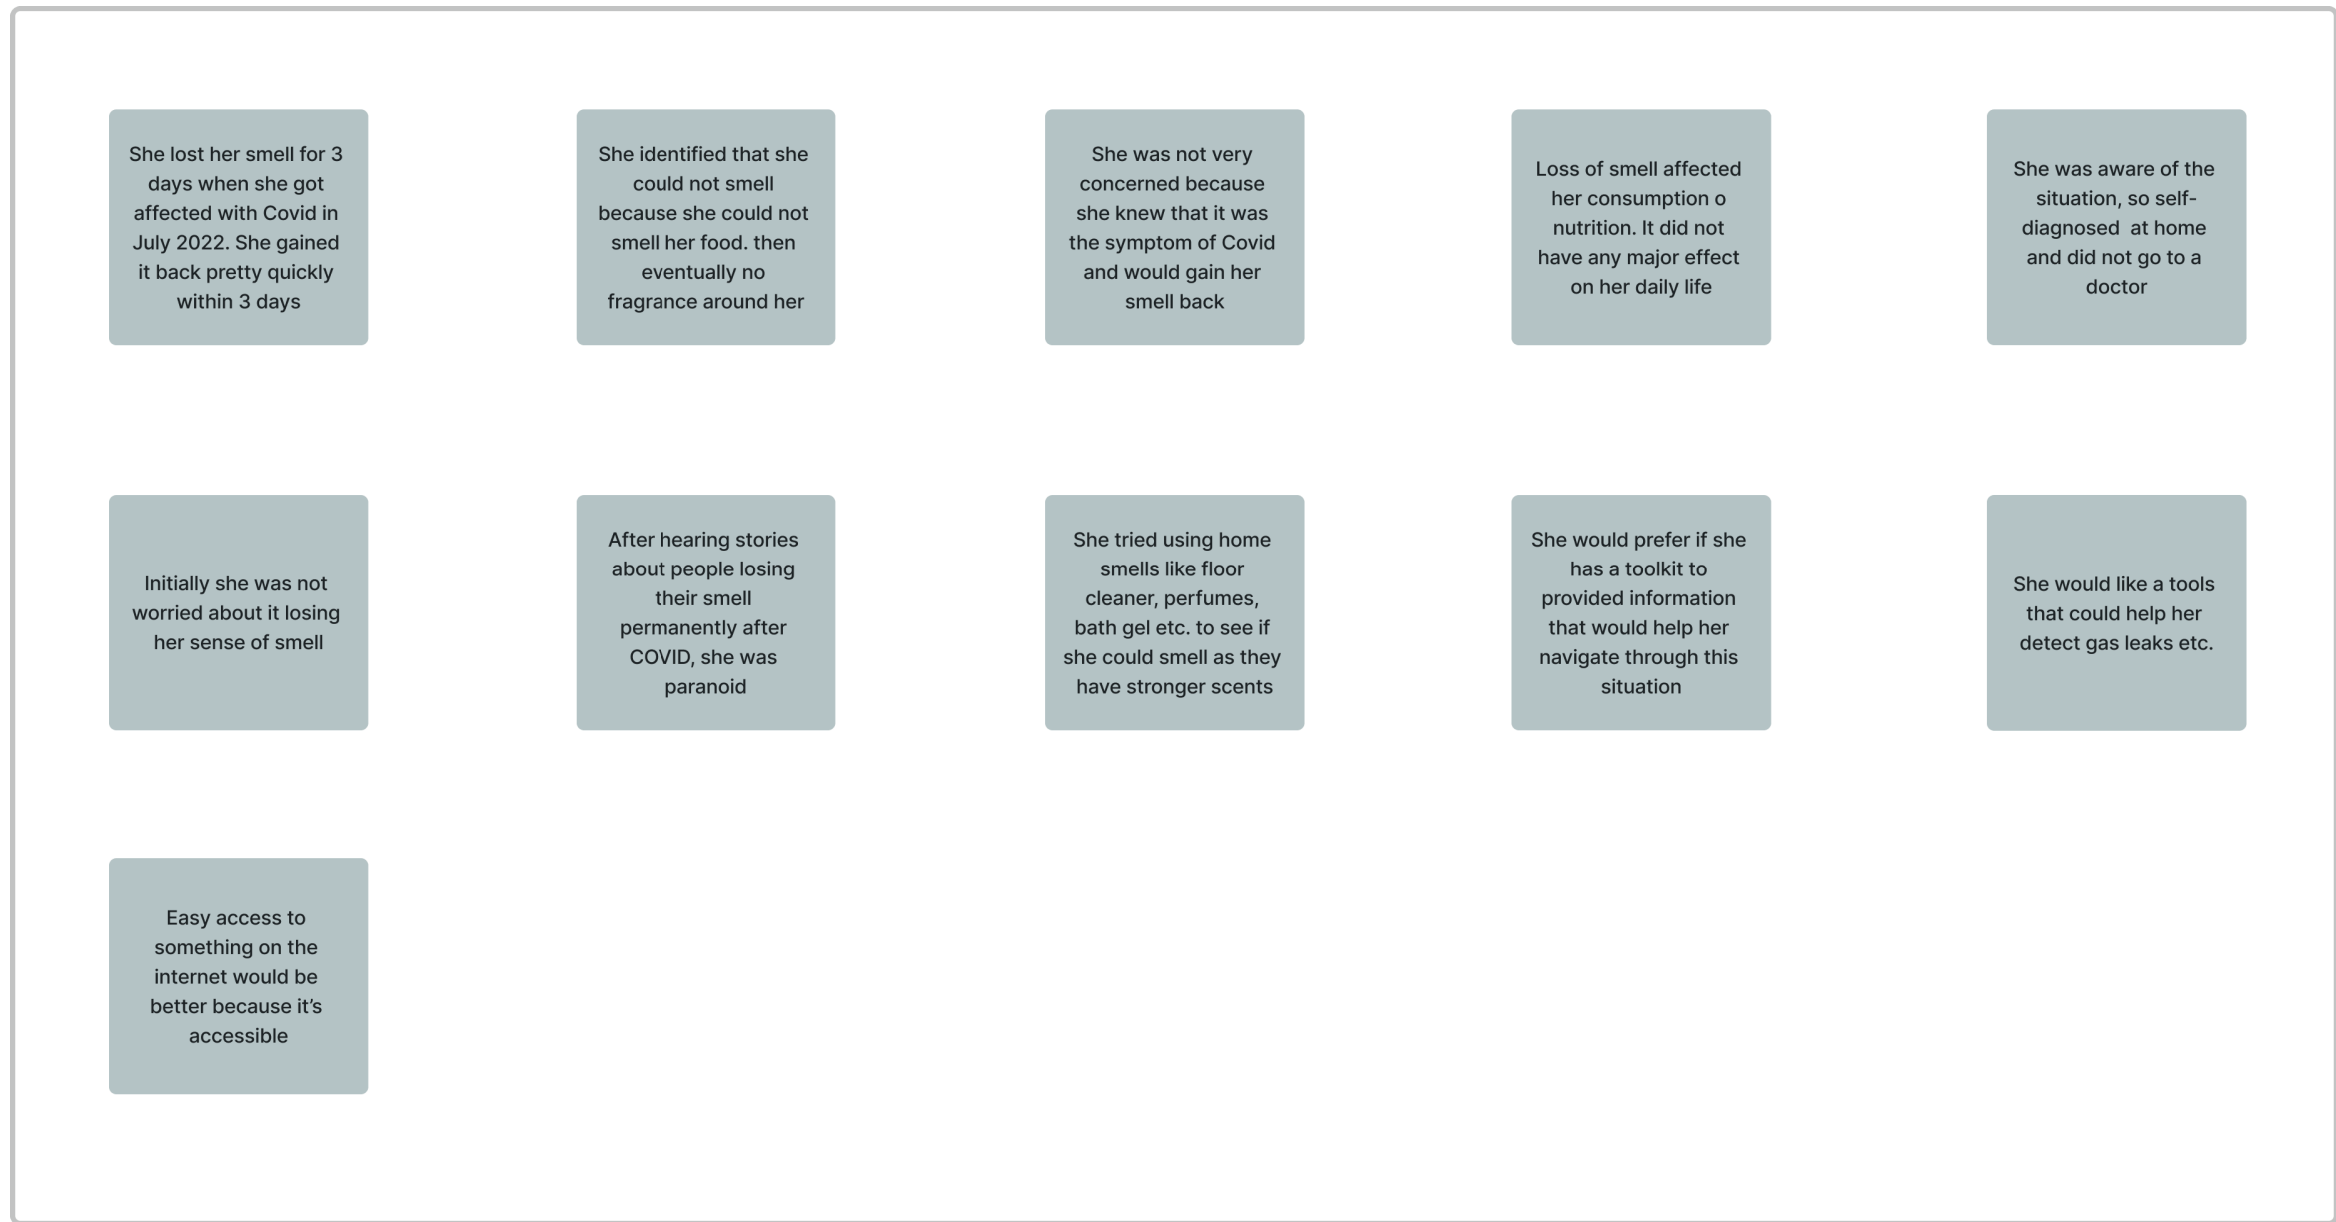 She lost her smell for 3
days when she got
affected with Covid in
July 2022. She gained
it back pretty quickly
within 3 days
She identified that she
could not smell
because she could not
smell her food. then
eventually no
fragrance around her
She was not very
concerned because
she knew that it was
the symptom of Covid
and would gain her
smell back
Loss of smell affected
her consumption o
nutrition. It did not
have any major effect
on her daily life
She was aware of the
situation, so self-
diagnosed  at home
and did not go to a
doctor
Initially she was not
worried about it losing
her sense of smell
After hearing stories
about people losing
their smell
permanently after
COVID, she was
paranoid
She tried using home
smells like floor
cleaner, perfumes,
bath gel etc. to see if
she could smell as they
have stronger scents
She would prefer if she
has a toolkit to
provided information
that would help her
navigate through this
situation
She would like a tools
that could help her
detect gas leaks etc.
Easy access to
something on the
internet would be
better because it’s
accessible